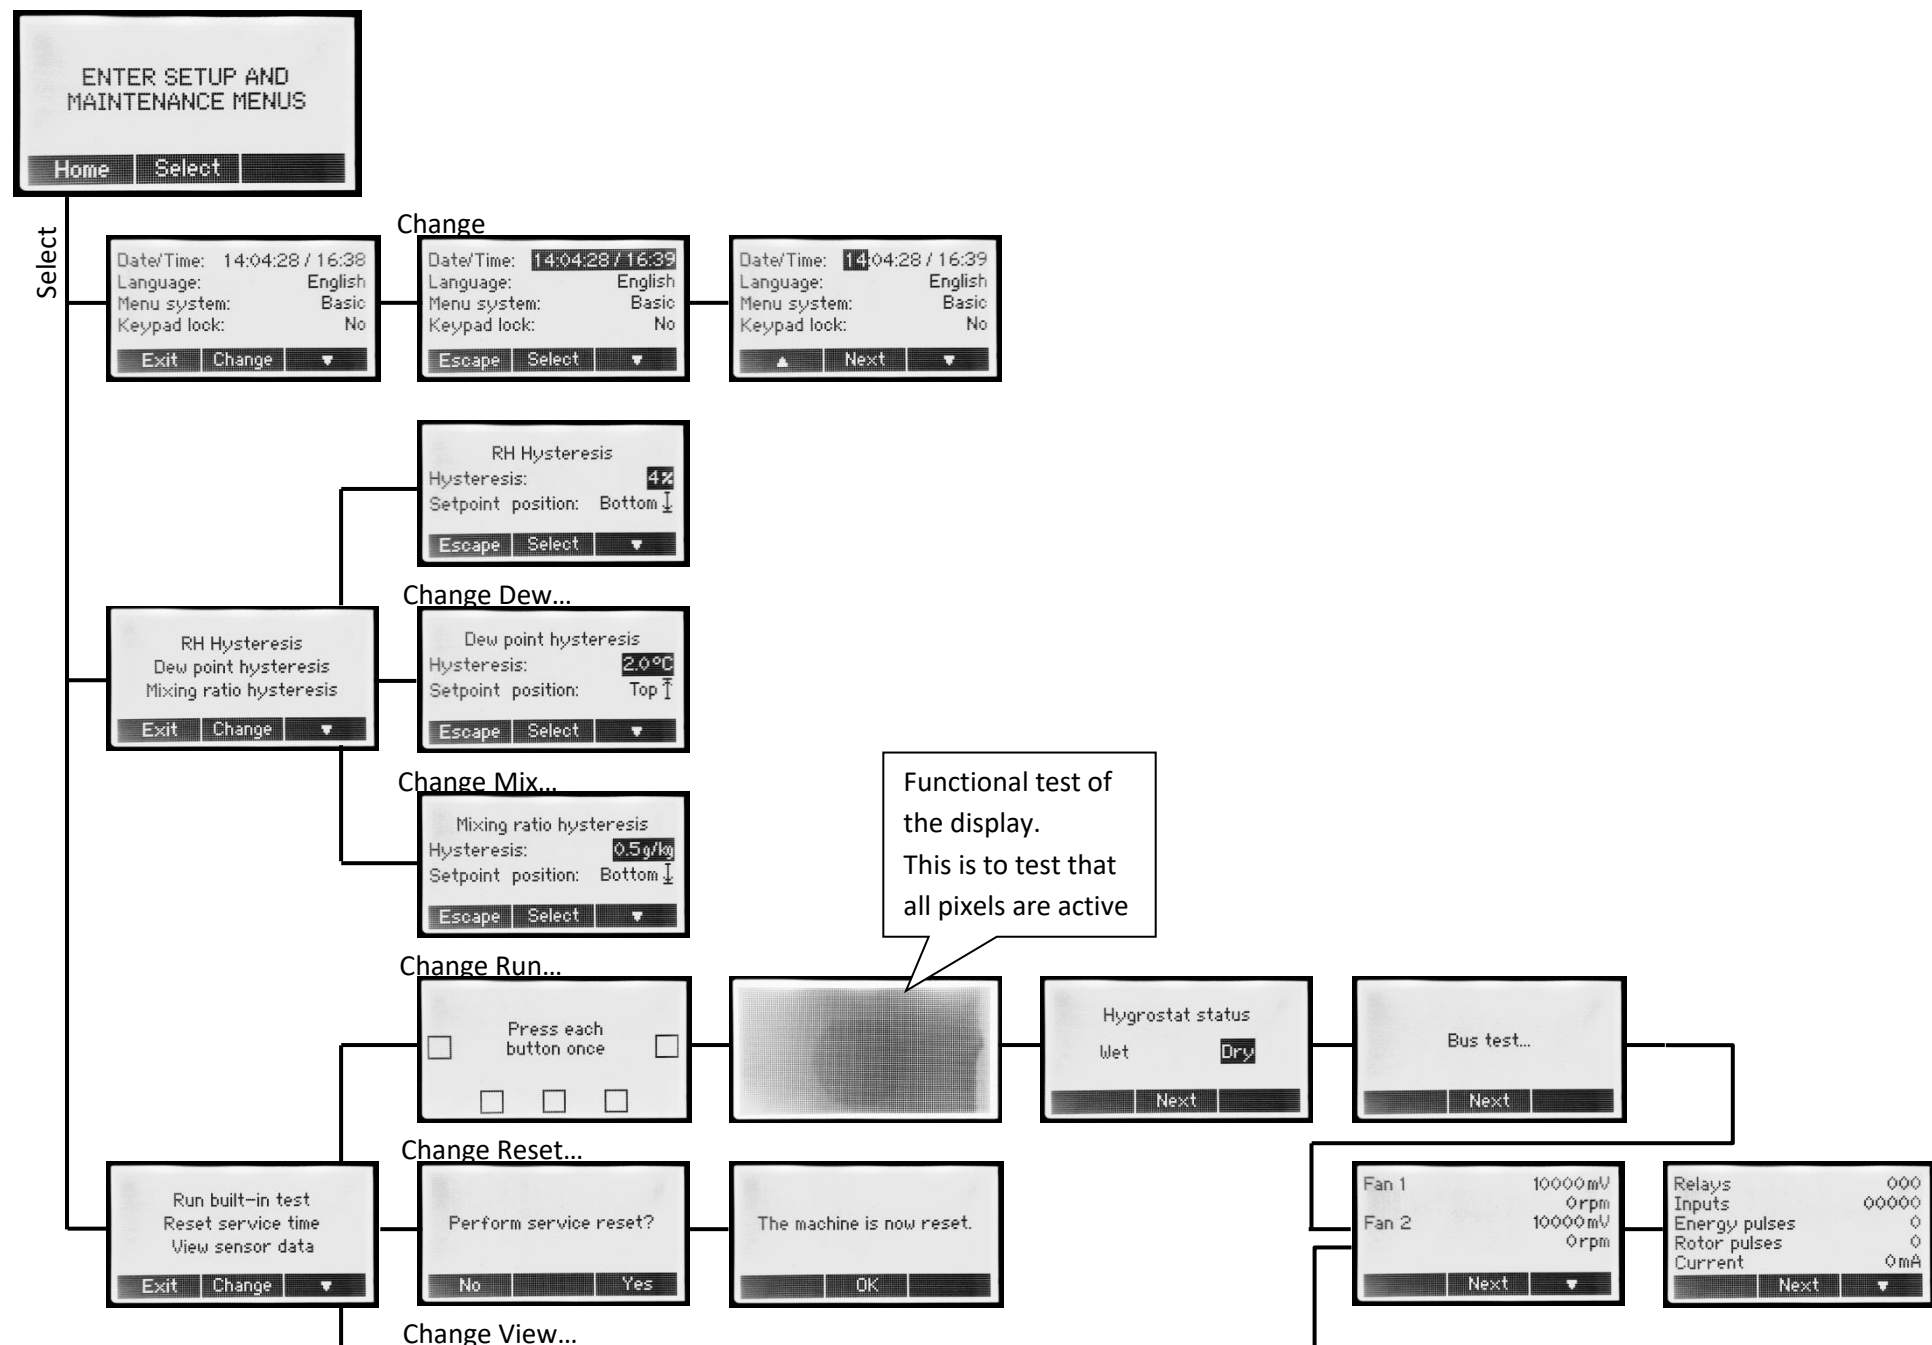 ENTER SETUP AND
MAINTENANCE MENUS
Home Select
Select
Date/Time: 14:04:28 / 16:38
Language: English
Menu system: Basic
Keypad lock: No
Exit Change ▼
Change
Date/Time: 14:04:28 / 16:39
Language: English
Menu system: Basic
Keypad lock: No
Escape Select ▼
Date/Time: 14:04:28 / 16:39
Language: English
Menu system: Basic
Keypad lock: No
▲ Next ▼
RH Hysteresis
Hysteresis: 4%
Setpoint position: Bottom
Escape Select ▼
RH Hysteresis
Dew point hysteresis
Mixing ratio hysteresis
Exit Change ▼
Change Dew...
Dew point hysteresis
Hysteresis: 2.0°C
Setpoint position: Top
Escape Select ▼
Change Mix...
Mixing ratio hysteresis
Hysteresis: 0.5g/kg
Setpoint position: Bottom
Escape Select ▼
Functional test of
the display.
This is to test that
all pixels are active
Change Run...
Press each
button once
Hygrostat status
Wet Dry
Next
Bus test...
Next
Run built-in test
Reset service time
View sensor data
Exit Change ▼
Change Reset...
Perform service reset?
No Yes
The machine is now reset.
OK
Fan 1 10000mV
0rpm
Fan 2 10000mV
0rpm
Next ▼
Relays 000
Inputs 00000
Energy pulses 0
Rotor pulses 0
Current 0mA
Next ▼
Change View...